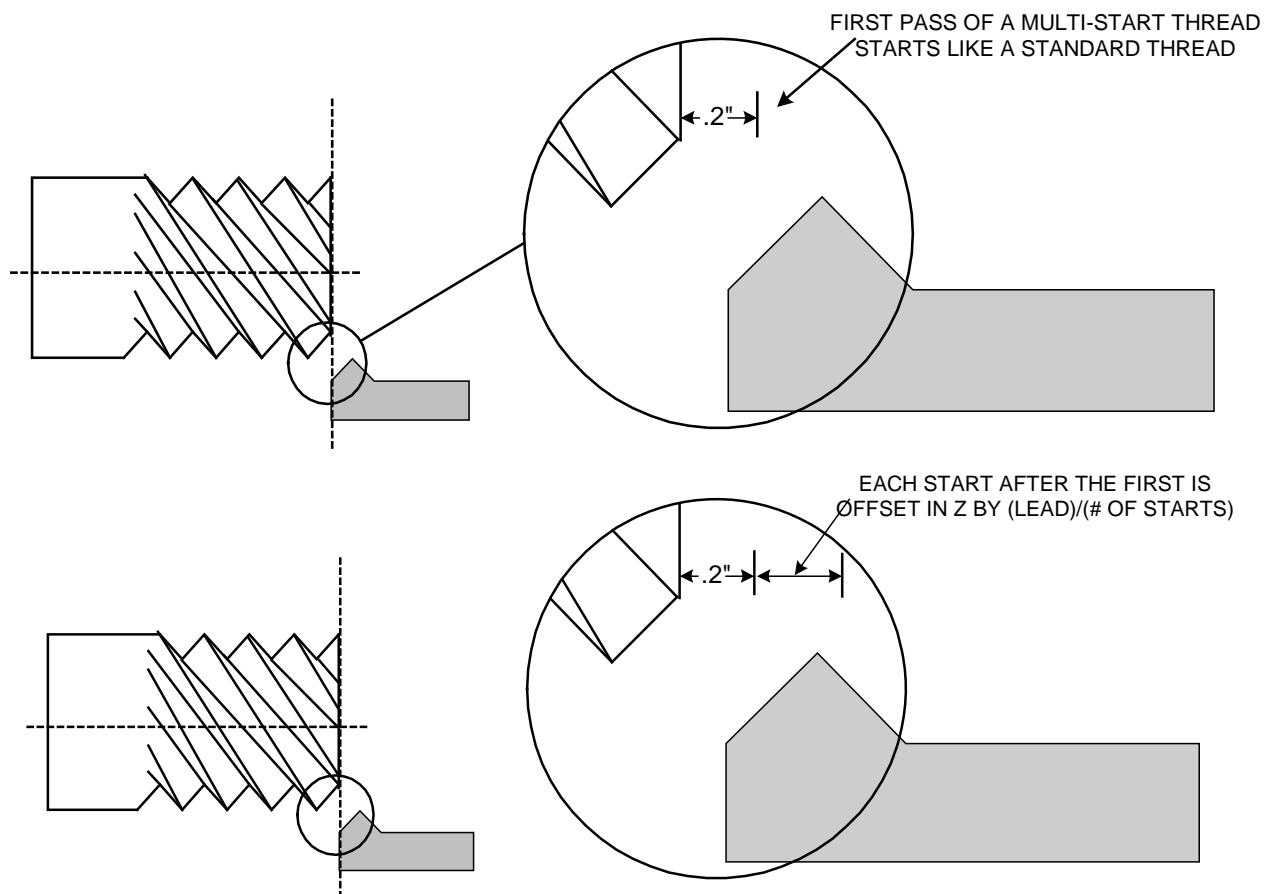 FIRST PASS OF A MULTI-START THREAD
STARTS LIKE A STANDARD THREAD
.2"
EACH START AFTER THE FIRST IS
OFFSET IN Z BY (LEAD)/(# OF STARTS)
.2"